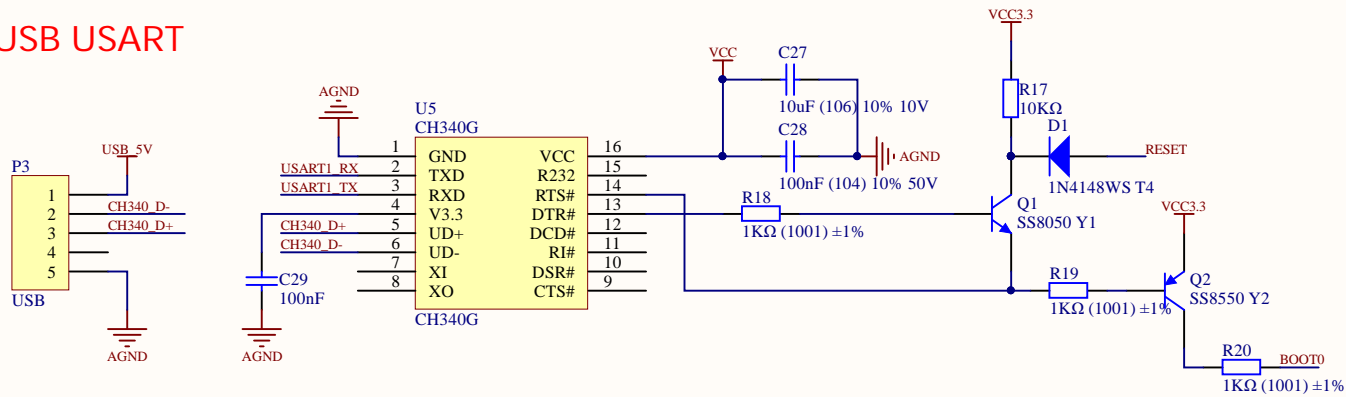 USB USART
P3
USB_5V
1
2
CH340_D-
3
CH340_D+
4
5
USB
AGND
AGND
U5
CH340G
1
GND
2
TXD
3
RXD
4
V3.3
5
UD+
6
UD-
7
XI
8
XO
VCC
16
R232
15
RTS#
14
DTR#
13
DCD#
12
RI#
11
DSR#
10
CTS#
9
CH340G
USART1_RX
USART1_TX
CH340_D+
CH340_D-
C29
100nF
AGND
VCC
C27
10uF (106) 10% 10V
C28
100nF (104) 10% 50V
AGND
R18
1KΩ (1001) ±1%
VCC3.3
R17
10KΩ
D1
RESET
1N4148WS T4
Q1
SS8050 Y1
VCC3.3
R19
1KΩ (1001) ±1%
Q2
SS8550 Y2
R20
BOOT0
1KΩ (1001) ±1%